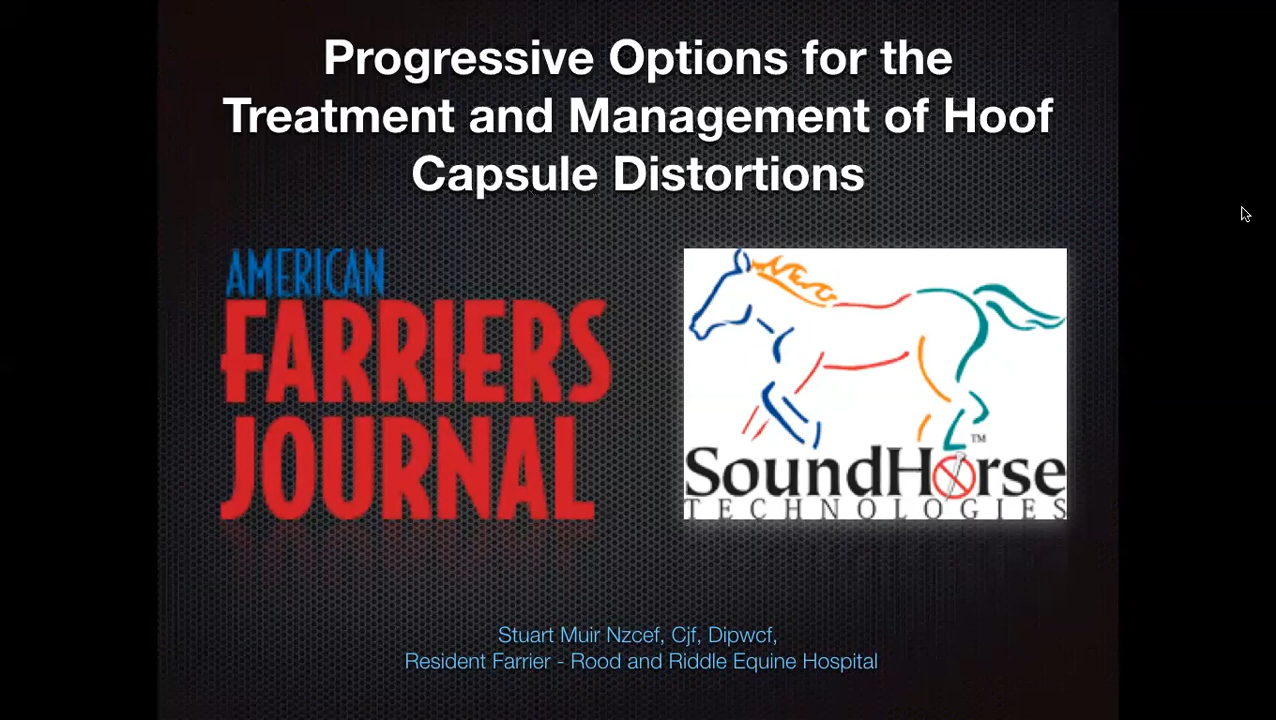 Progressive Options for the
Treatment and Management of Hoof
Capsule Distortions
AMERICAN
FARRIERS
JOURNAL
SoundHorse
TM
TECHNOLOGIES
Stuart Muir Nzcef, Cjf, Dipwcf,
Resident Farrier - Rood and Riddle Equine Hospital